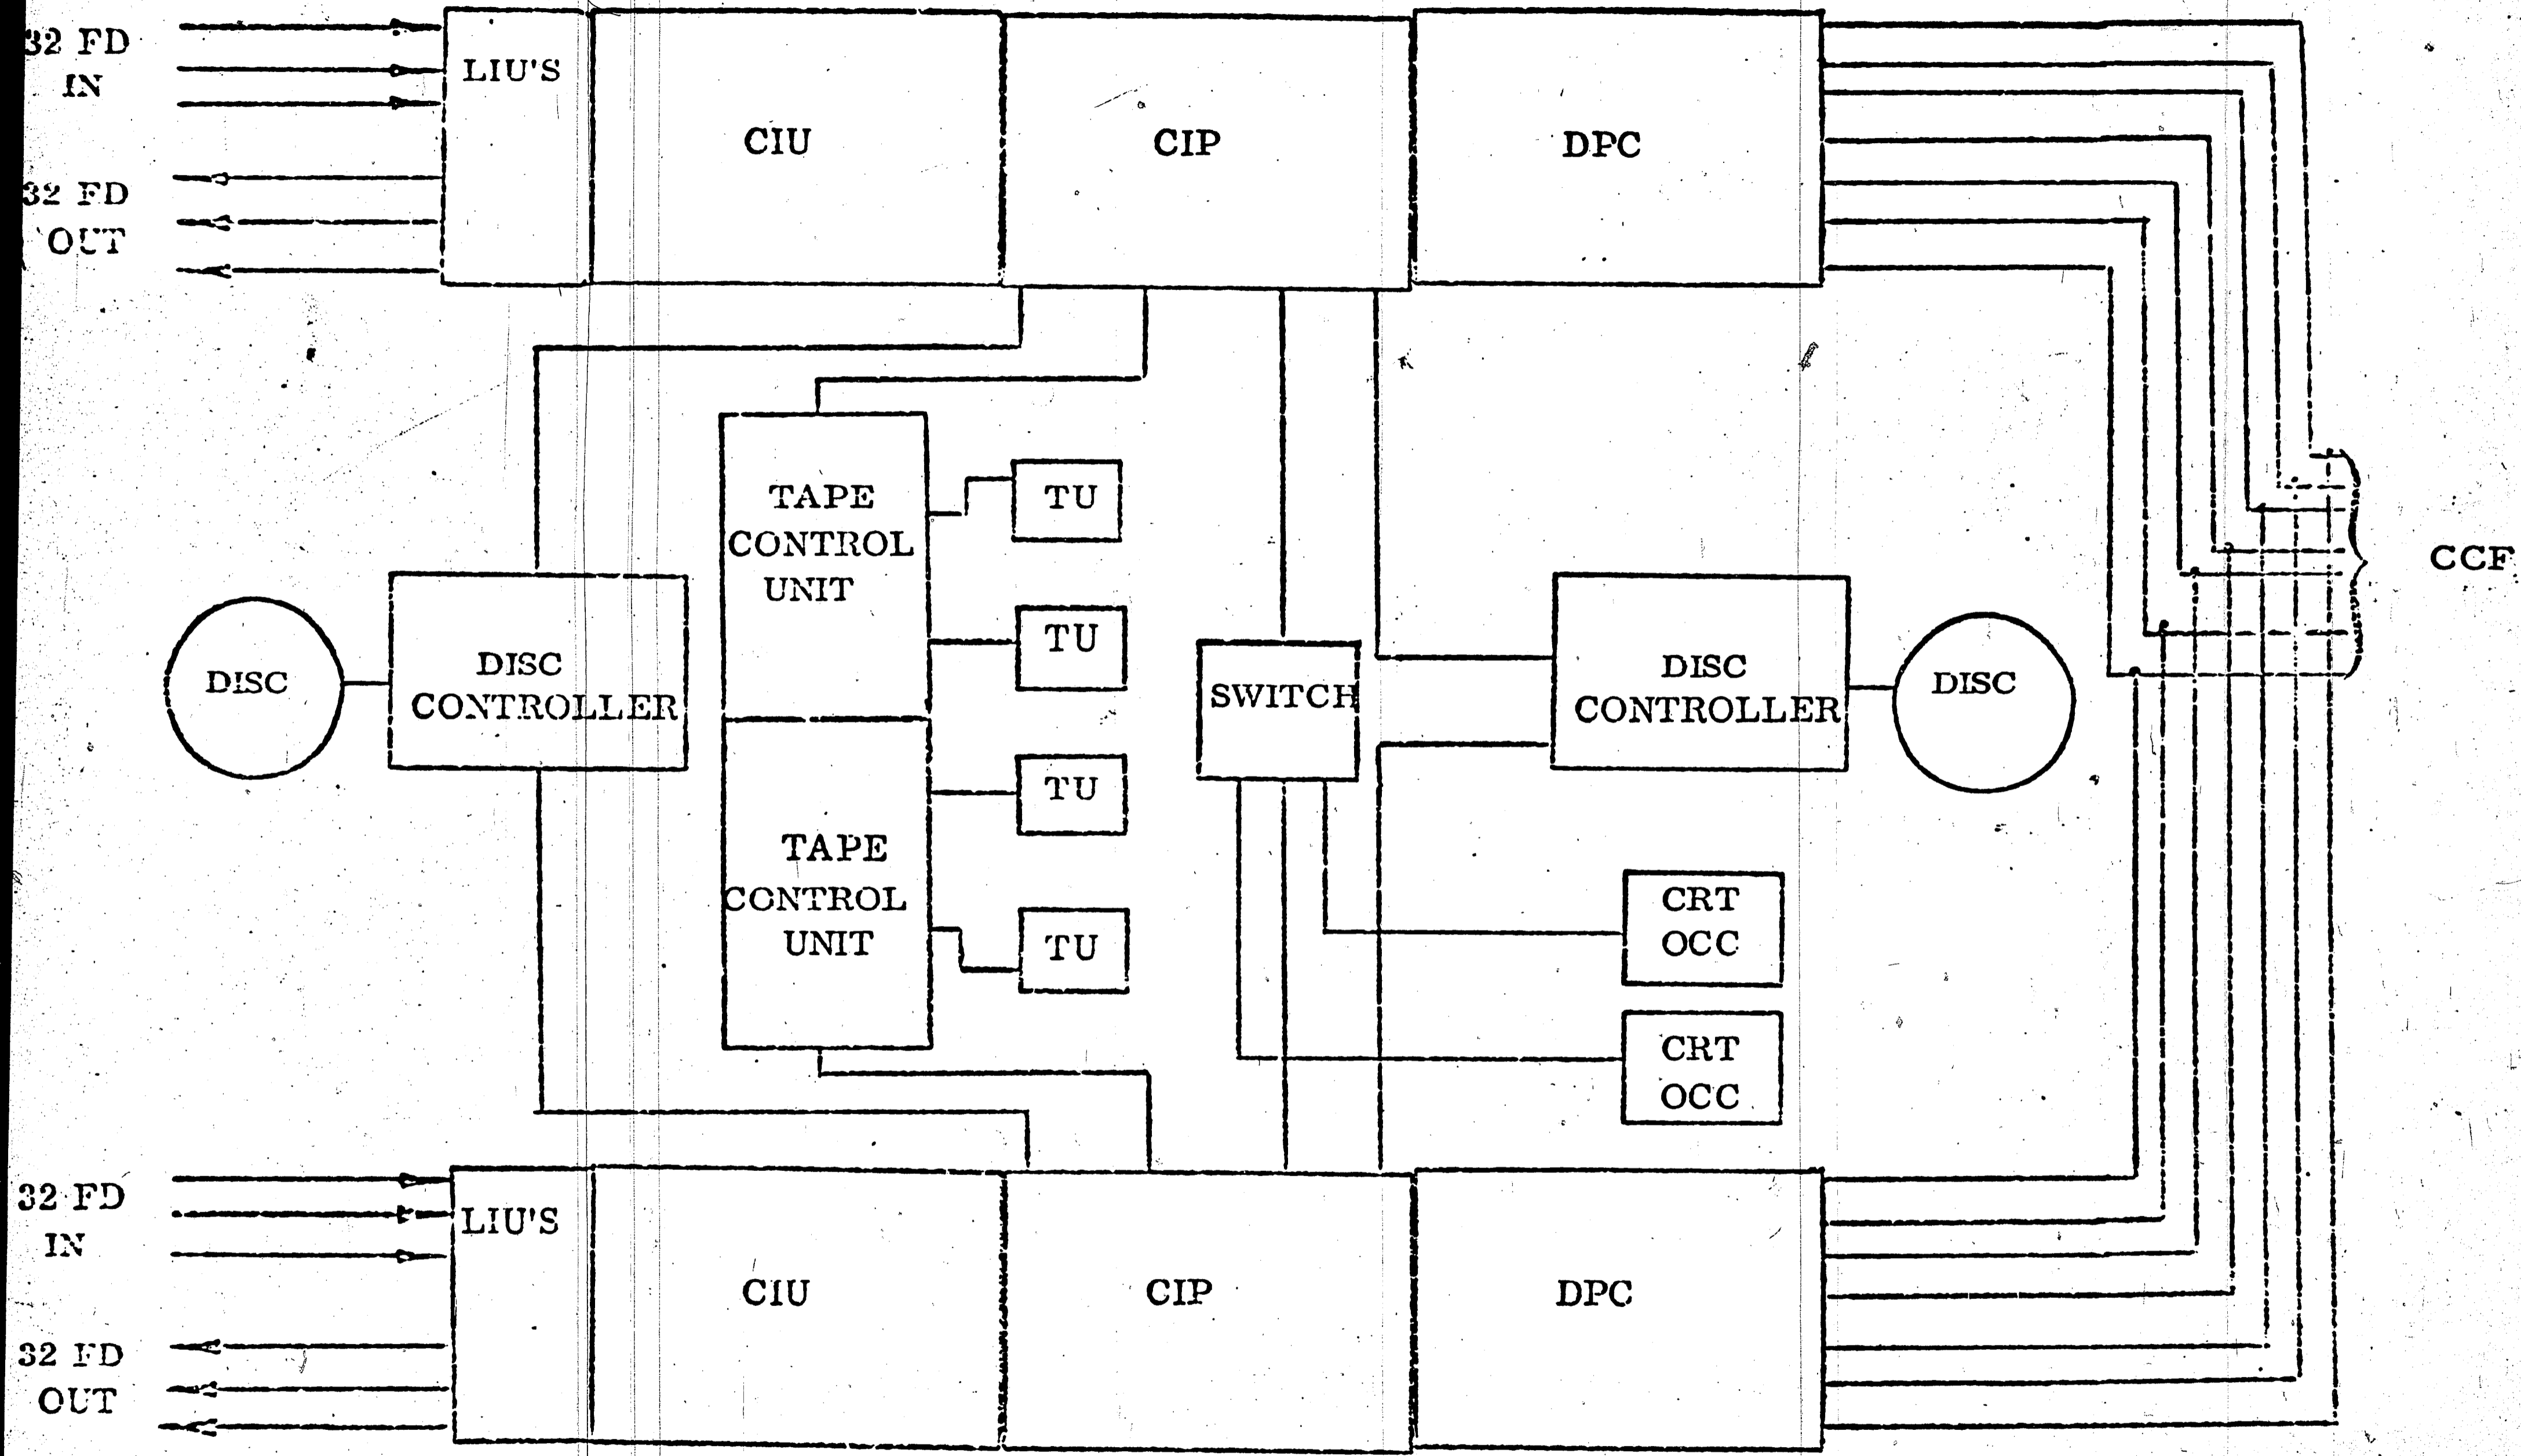 32 FD
IN
LIU'S
CIU
CIP
DPC
32 FD
OUT
TAPE
CONTROL
UNIT
TU
TU
CCF
DISC
DISC
CONTROLLER
SWITCH
DISC
CONTROLLER
DISC
TU
TAPE
CONTROL
UNIT
TU
CRT
OCC
CRT
OCC
32 FD
IN
LIU'S
CIU
CIP
DPC
32 FD
OUT